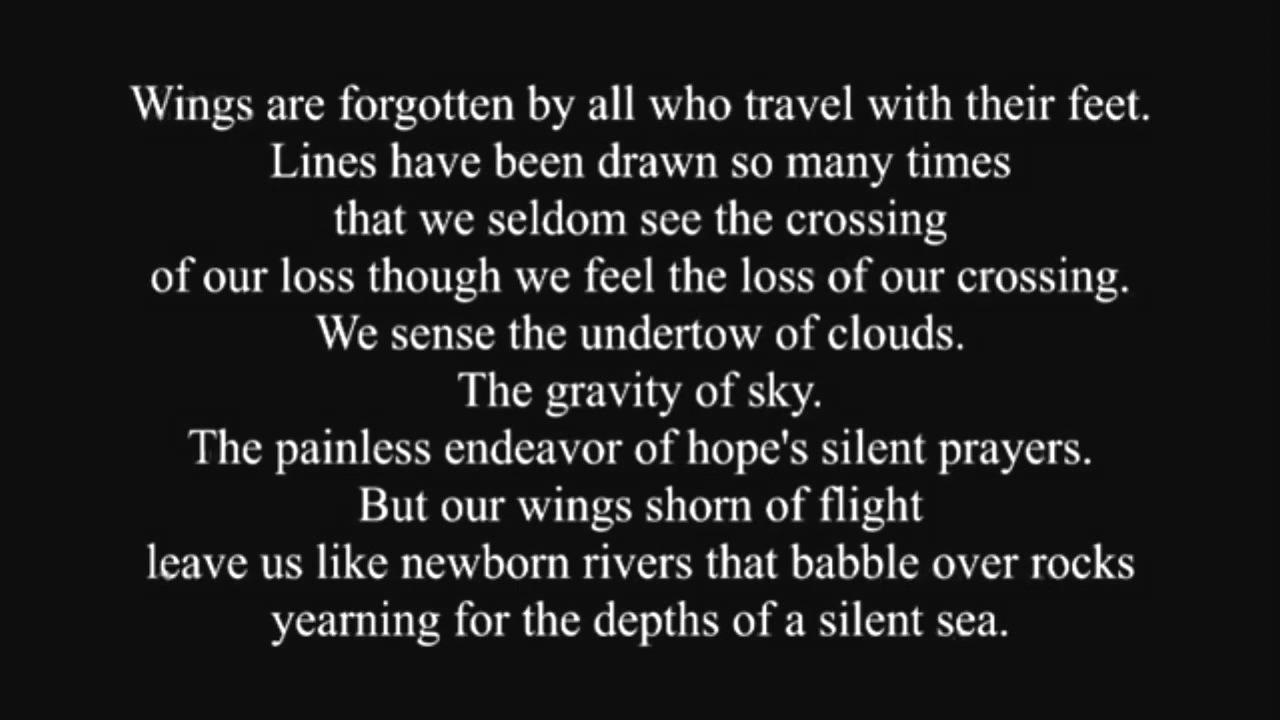 Wings are forgotten by all who travel with their feet.
Lines have been drawn so many times
that we seldom see the crossing
of our loss though we feel the loss of our crossing.
We sense the undertow of clouds.
The gravity of sky.
The painless endeavor of hope's silent prayers.
But our wings shorn of flight
leave us like newborn rivers that babble over rocks
yearning for the depths of a silent sea.